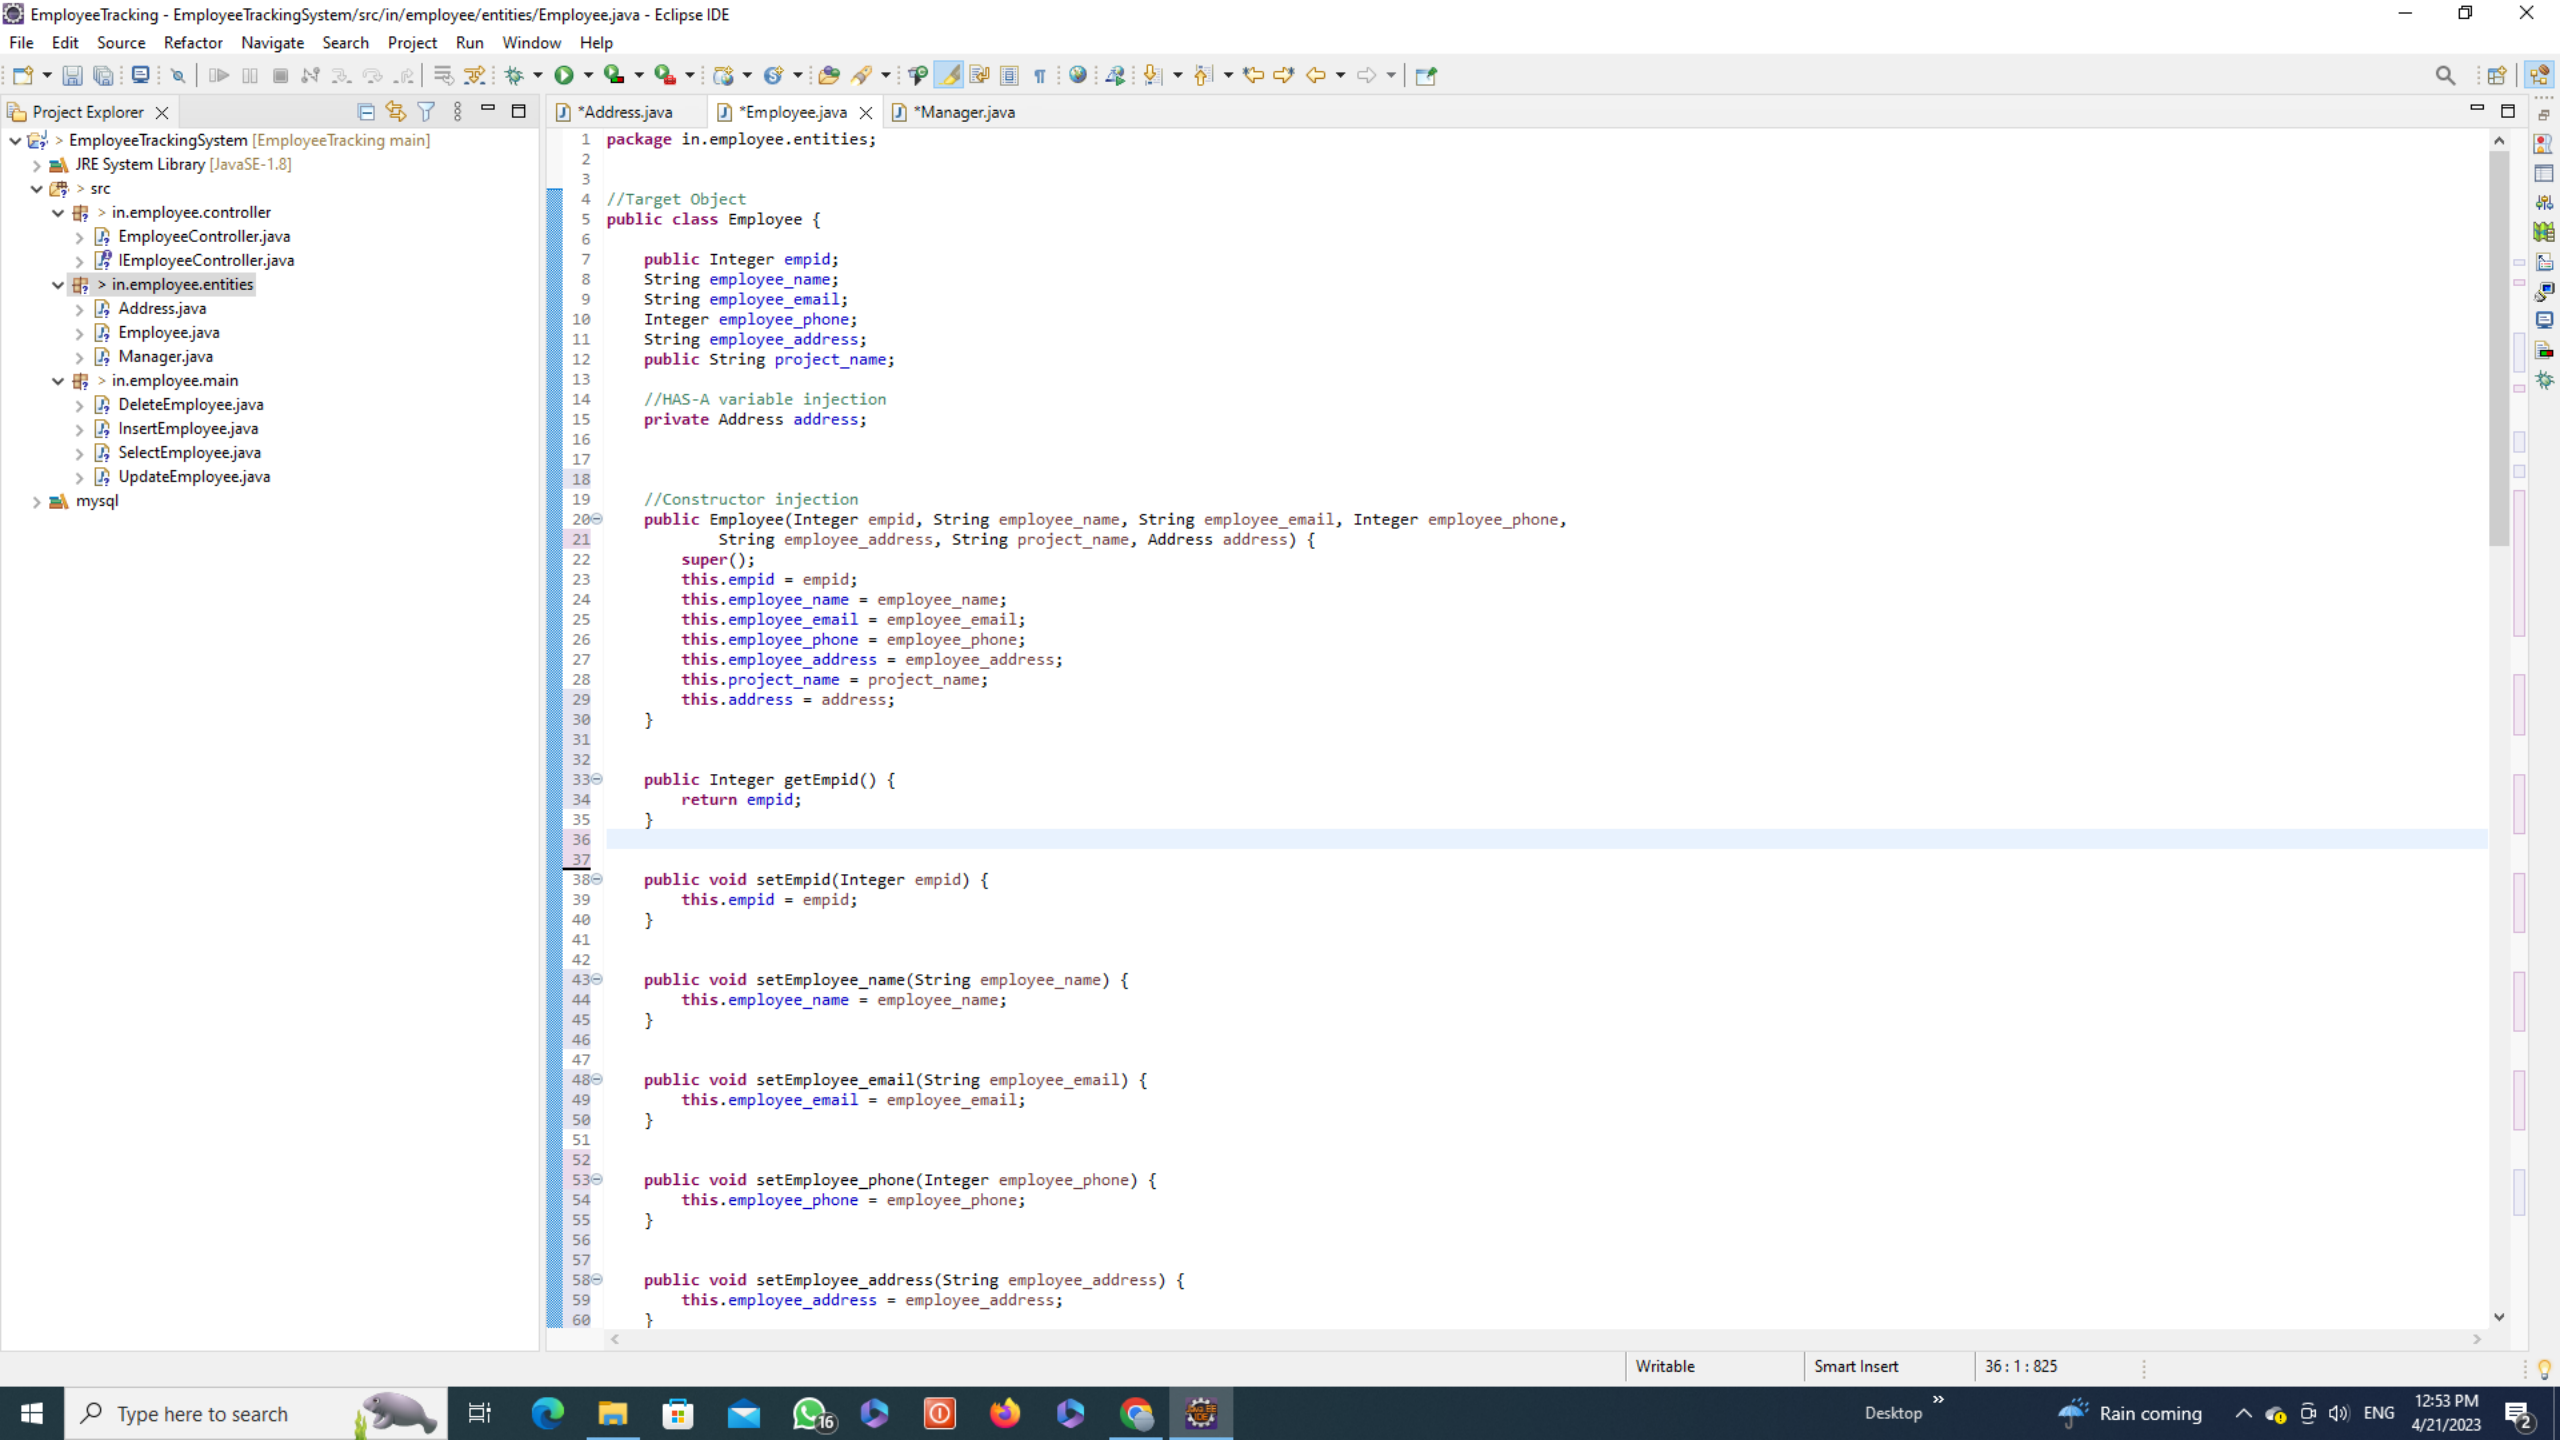 EmployeeTracking - EmployeeTrackingSystem/src/in/employee/entities/Employee.java - Eclipse IDE
File Edit Source Refactor Navigate Search Project Run Window Help
Project Explorer
> EmployeeTrackingSystem [EmployeeTracking main]
JRE System Library [JavaSE-1.8]
> src
> in.employee.controller
EmployeeController.java
IEmployeeController.java
> in.employee.entities
Address.java
Employee.java
Manager.java
> in.employee.main
DeleteEmployee.java
InsertEmployee.java
SelectEmployee.java
UpdateEmployee.java
mysql
*Address.java *Employee.java *Manager.java
1 package in.employee.entities;
2
3
4 //Target Object
5 public class Employee {
6
7 public Integer empid;
8 String employee_name;
9 String employee_email;
10 Integer employee_phone;
11 String employee_address;
12 public String project_name;
13
14 //HAS-A variable injection
15 private Address address;
16
17
18
19 //Constructor injection
20 public Employee(Integer empid, String employee_name, String employee_email, Integer employee_phone,
21 String employee_address, String project_name, Address address) {
22 super();
23 this.empid = empid;
24 this.employee_name = employee_name;
25 this.employee_email = employee_email;
26 this.employee_phone = employee_phone;
27 this.employee_address = employee_address;
28 this.project_name = project_name;
29 this.address = address;
30 }
31
32
33 public Integer getEmpid() {
34 return empid;
35 }
36
37
38 public void setEmpid(Integer empid) {
39 this.empid = empid;
40 }
41
42
43 public void setEmployee_name(String employee_name) {
44 this.employee_name = employee_name;
45 }
46
47
48 public void setEmployee_email(String employee_email) {
49 this.employee_email = employee_email;
50 }
51
52
53 public void setEmployee_phone(Integer employee_phone) {
54 this.employee_phone = employee_phone;
55 }
56
57
58 public void setEmployee_address(String employee_address) {
59 this.employee_address = employee_address;
60 }
Writable Smart Insert 36 : 1 : 825
Type here to search
16
Desktop
Rain coming
ENG
12:53 PM
4/21/2023
2